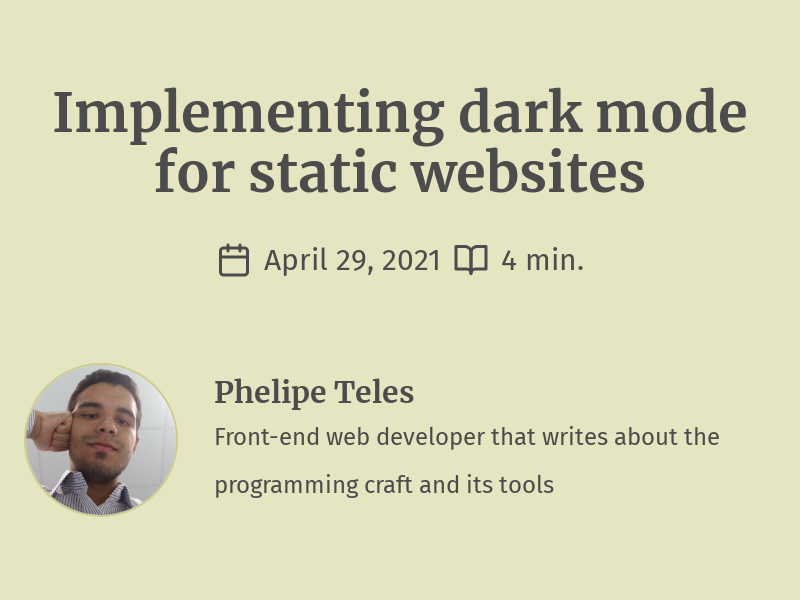 Implementing dark mode
for static websites
April 29, 2021 4 min.
Phelipe Teles
Front-end web developer that writes about the
programming craft and its tools